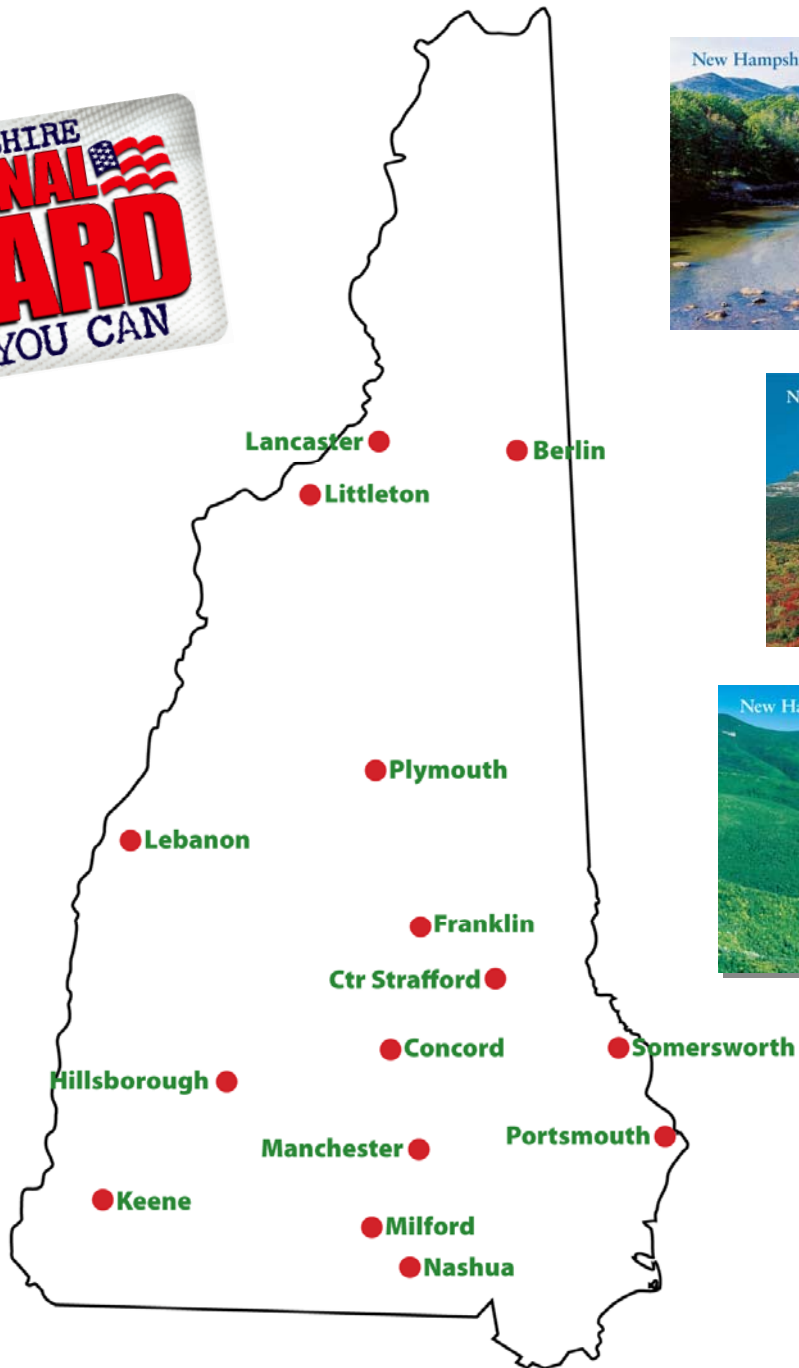 HIRE
NAL
ARD
YOU CAN
New Hampsh
N
New Ha
Lancaster
Berlin
Littleton
Plymouth
Lebanon
Franklin
Ctr Strafford
Concord
Somersworth
Hillsborough
Portsmouth
Manchester
Keene
Milford
Nashua